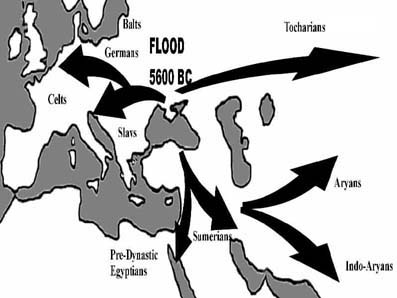 Balts
Tocharians
FLOOD
Germans
5600 BC
Celts
Slavs
Aryans
Sumerians
Pre-Dynastic
Egyptians
Indo-Aryans